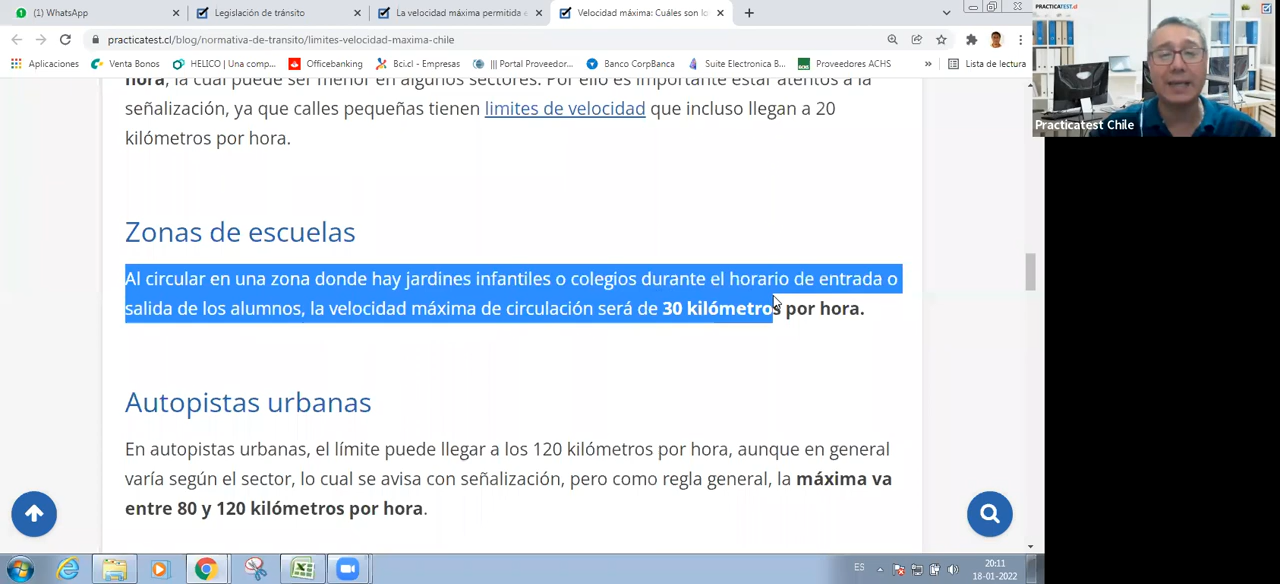 (1) WhatsApp
Legislación de tránsito
La velocidad máxima permitida e
Velocidad máxima: Cuáles son lo
practicatest.cl/blog/normativa-de-transito/limites-velocidad-maxima-chile
Aplicaciones
Ventas Bonos
HELICO | Una comp...
Officebanking
Bci.cl - Empresas
||| Portal Proveedor...
Banco CorpBanca
Suite Electronica B...
Proveedores ACHS
»
Lista de lectura
PRACTICATEST.cl
Practicatest Chile
hora, la cual puede ser menor en algunos sectores. Por ello es importante estar atentos a la
señalización, ya que calles pequeñas tienen limites de velocidad que incluso llegan a 20
kilómetros por hora.
Zonas de escuelas
Al circular en una zona donde hay jardines infantiles o colegios durante el horario de entrada o
salida de los alumnos, la velocidad máxima de circulación será de 30 kilómetros por hora.
Autopistas urbanas
En autopistas urbanas, el límite puede llegar a los 120 kilómetros por hora, aunque en general
varía según el sector, lo cual se avisa con señalización, pero como regla general, la máxima va
entre 80 y 120 kilómetros por hora.
ES
20:11
18-01-2022